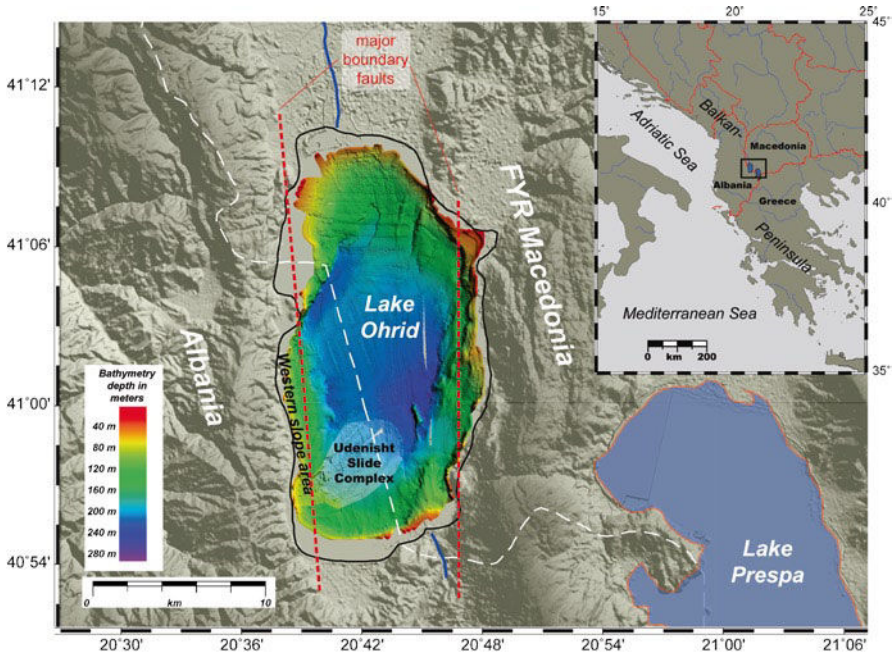 15˚
20˚
25˚
45˚
40˚
35˚
Balkan-
Adriatic Sea
Macedonia
Albania
Greece
Peninsula
Mediterranean Sea
0 km 200
major
boundary
faults
41˚12'
41˚06'
41˚00'
40˚54'
FYR Macedonia
Albania
Lake
Ohrid
Western slope area
Udenisht
Slide
Complex
Bathymetry
depth in
meters
40 m
80 m
120 m
160 m
200 m
240 m
280 m
0 km 10
Lake
Prespa
20˚30'
20˚36'
20˚42'
20˚48'
20˚54'
21˚00'
21˚06'